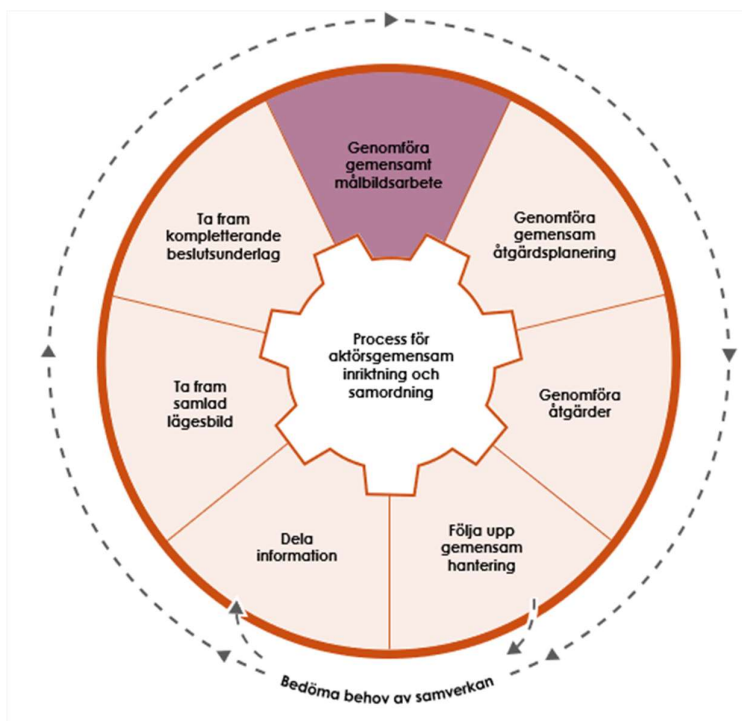 Genomföra
gemensamt
målbildsarbete
Genomföra
gemensam
åtgärdsplanering
Genomföra
åtgärder
Följa upp
gemensam
hantering
Dela
information
Ta fram
samlad
lägesbild
Ta fram
kompletterande
beslutsunderlag
Process för
aktörsgemensam
inriktning och
samordning
Bedöma behov av samverkan